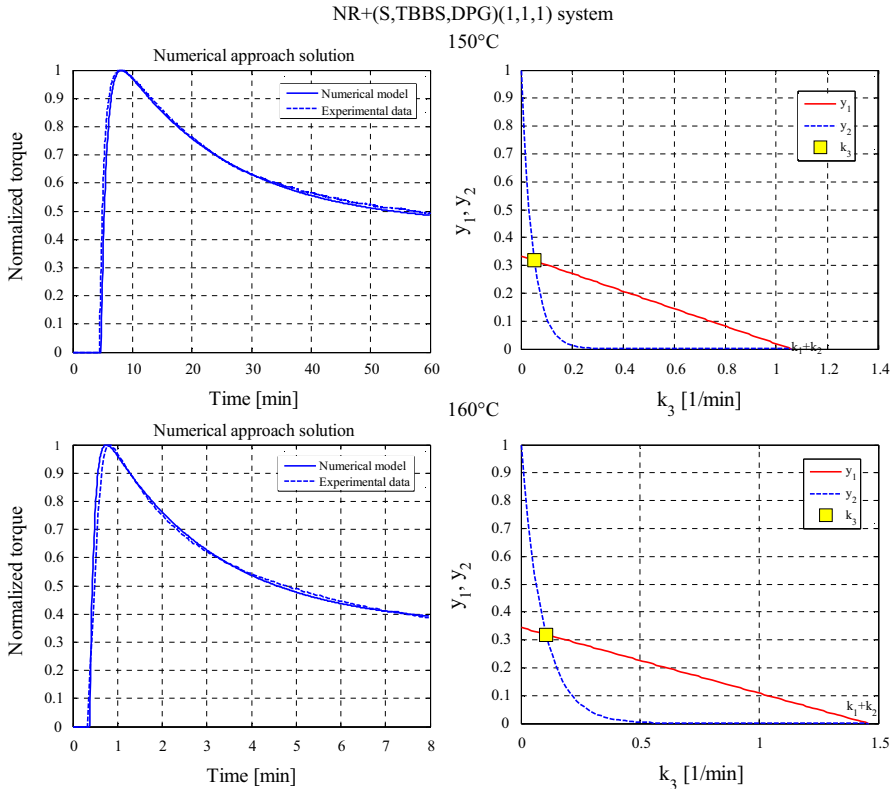 NR+(S,TBBS,DPG)(1,1,1) system
150°C
Numerical approach solution
Numerical model
Experimental data
Normalized torque
1
0.9
0.8
0.7
0.6
0.5
0.4
0.3
0.2
0.1
0
0 10 20 30 40 50 60
Time [min]
y1
y2
k3
y1, y2
1
0.9
0.8
0.7
0.6
0.5
0.4
0.3
0.2
0.1
0
k1+k2
0 0.2 0.4 0.6 0.8 1 1.2 1.4
k3 [1/min]
160°C
Numerical approach solution
Numerical model
Experimental data
Normalized torque
1
0.9
0.8
0.7
0.6
0.5
0.4
0.3
0.2
0.1
0
0 1 2 3 4 5 6 7 8
Time [min]
y1
y2
k3
y1, y2
1
0.9
0.8
0.7
0.6
0.5
0.4
0.3
0.2
0.1
0
k1+k2
0 0.5 1 1.5
k3 [1/min]